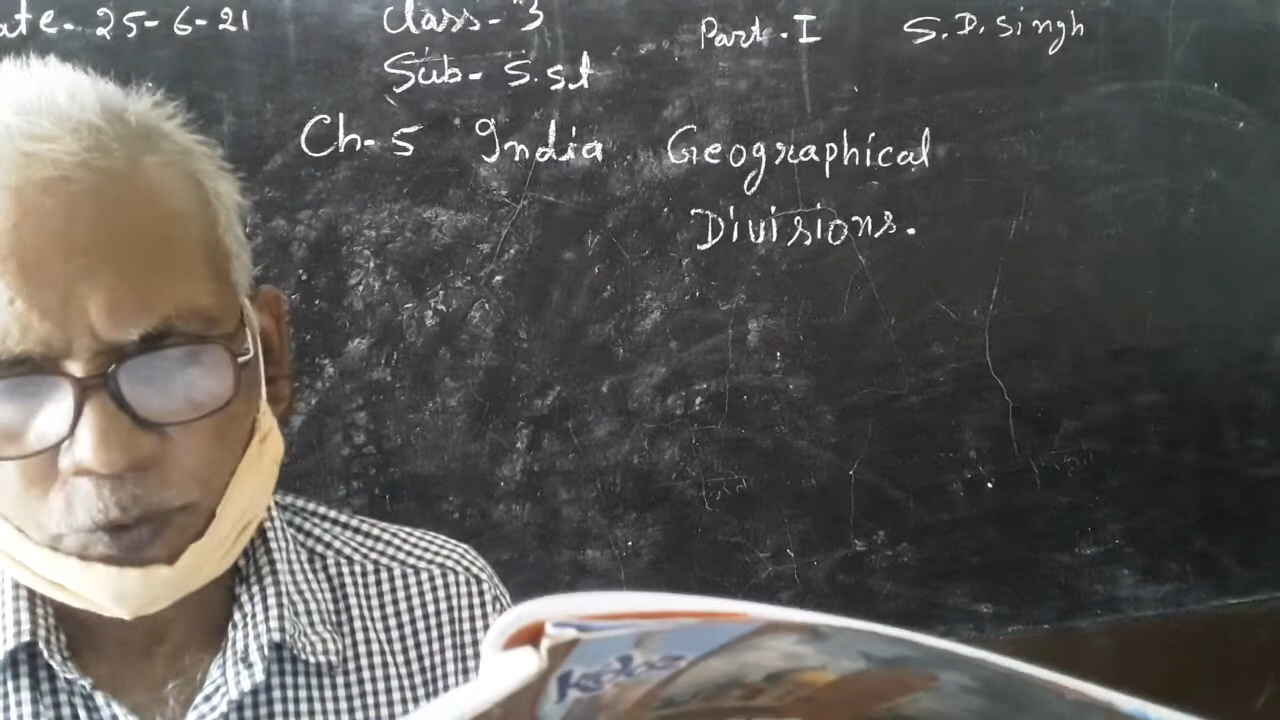 ate- 25-6-21 Class-3 Part-I S.D. Singh
Sub- S.st
Ch-5 India Geographical
Divisions.